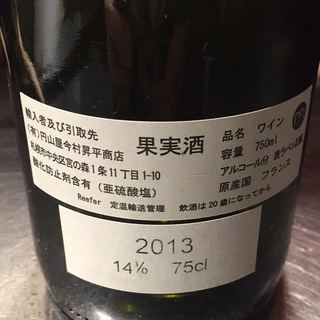 輸入者及び引取先
(有)円山屋今村昇平商店
札幌市中央区宮の森1条11丁目1-10
酸化防止剤含有(亜硫酸塩)
果実酒
品名 ワイン
容量 750ml
アルコール分 表ラベル記載
原産国 フランス
Reefer 定温輸送管理 飲酒は20歳になってから
2013
14% 75cl